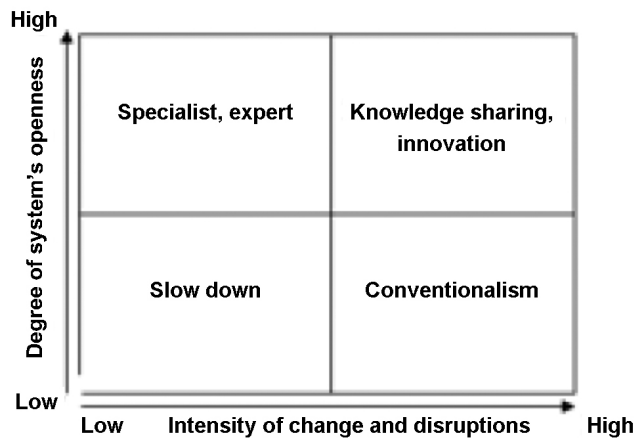 High
Degree of system's openness
Specialist, expert
Knowledge sharing,
innovation
Slow down
Conventionalism
Low
Low
Intensity of change and disruptions
High